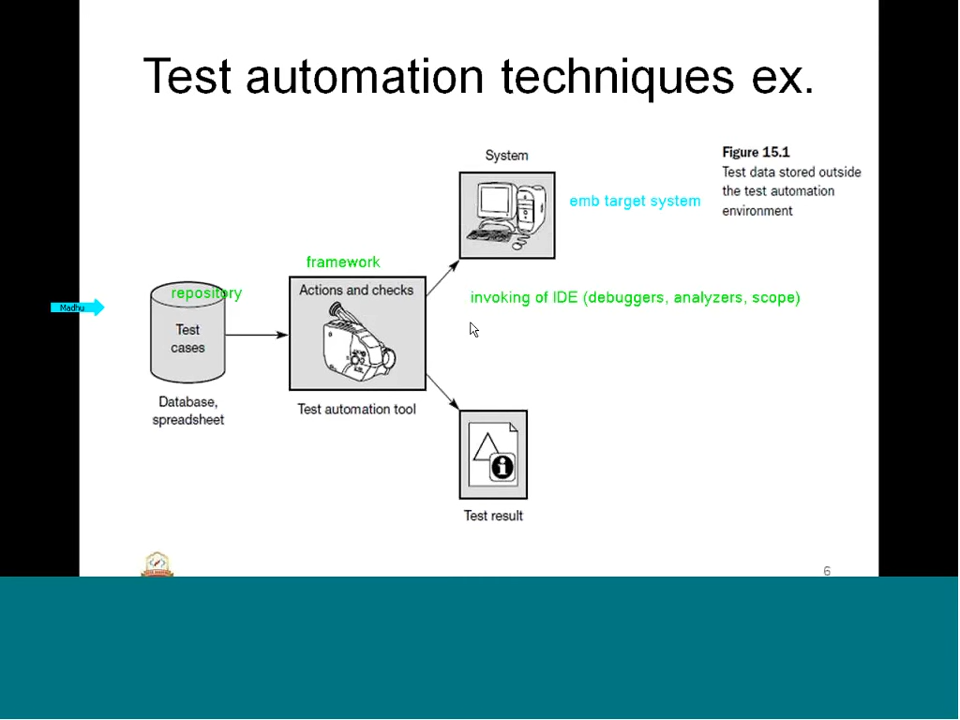 Test automation techniques ex.
System
Figure 15.1
Test data stored outside
the test automation
environment
emb target system
framework
Actions and checks
repository
invoking of IDE (debuggers, analyzers, scope)
Madhu
Test
cases
Database,
spreadsheet
Test automation tool
Test result
6